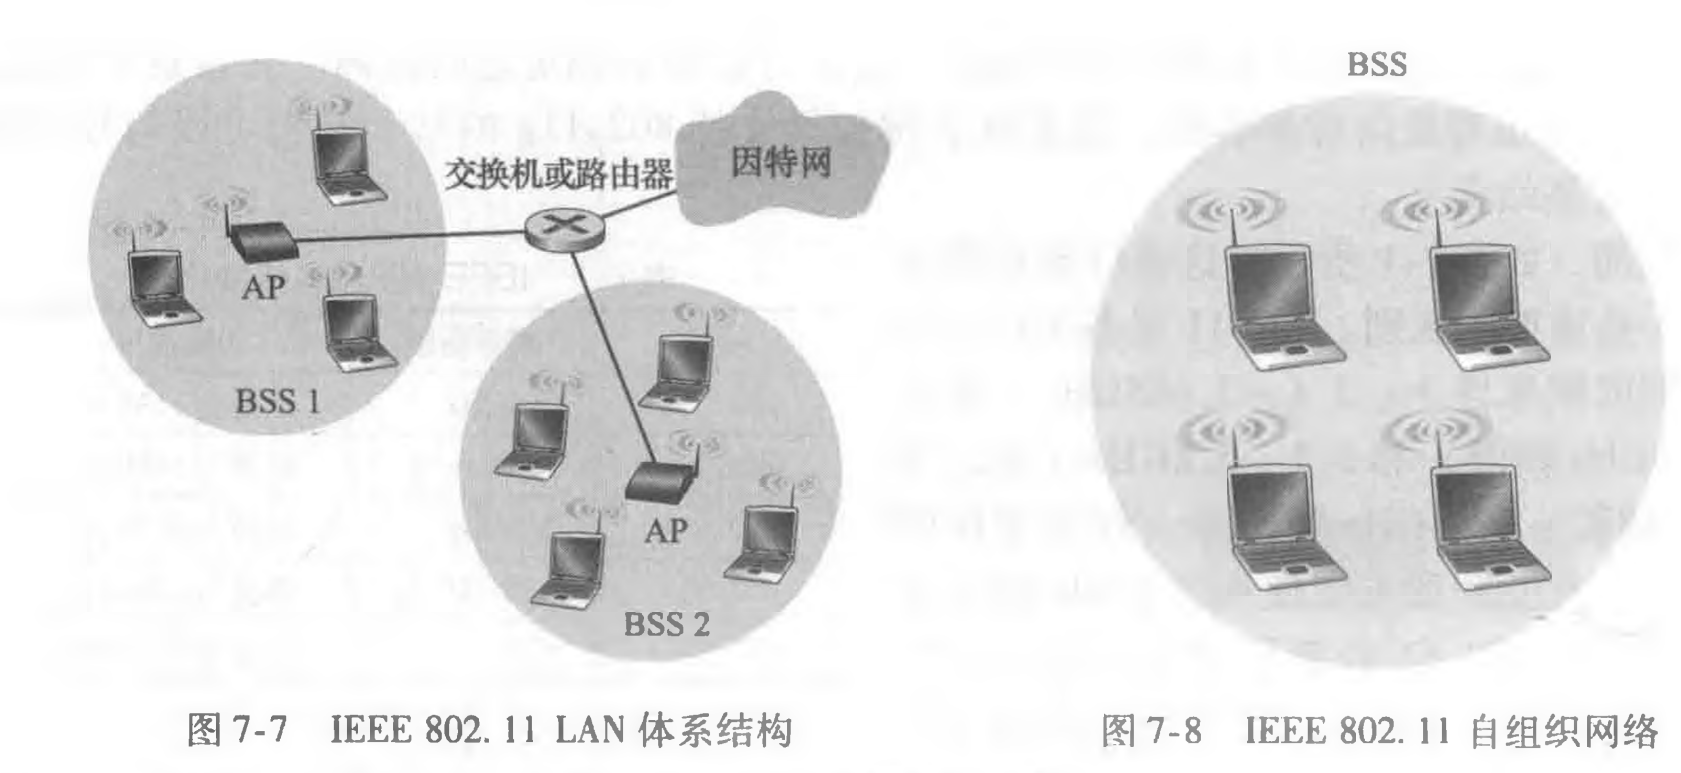 BSS
交换机或路由器
因特网
AP
BSS 1
AP
BSS 2
图 7-7 IEEE 802. 11 LAN 体系结构
图 7-8 IEEE 802. 11 自组织网络